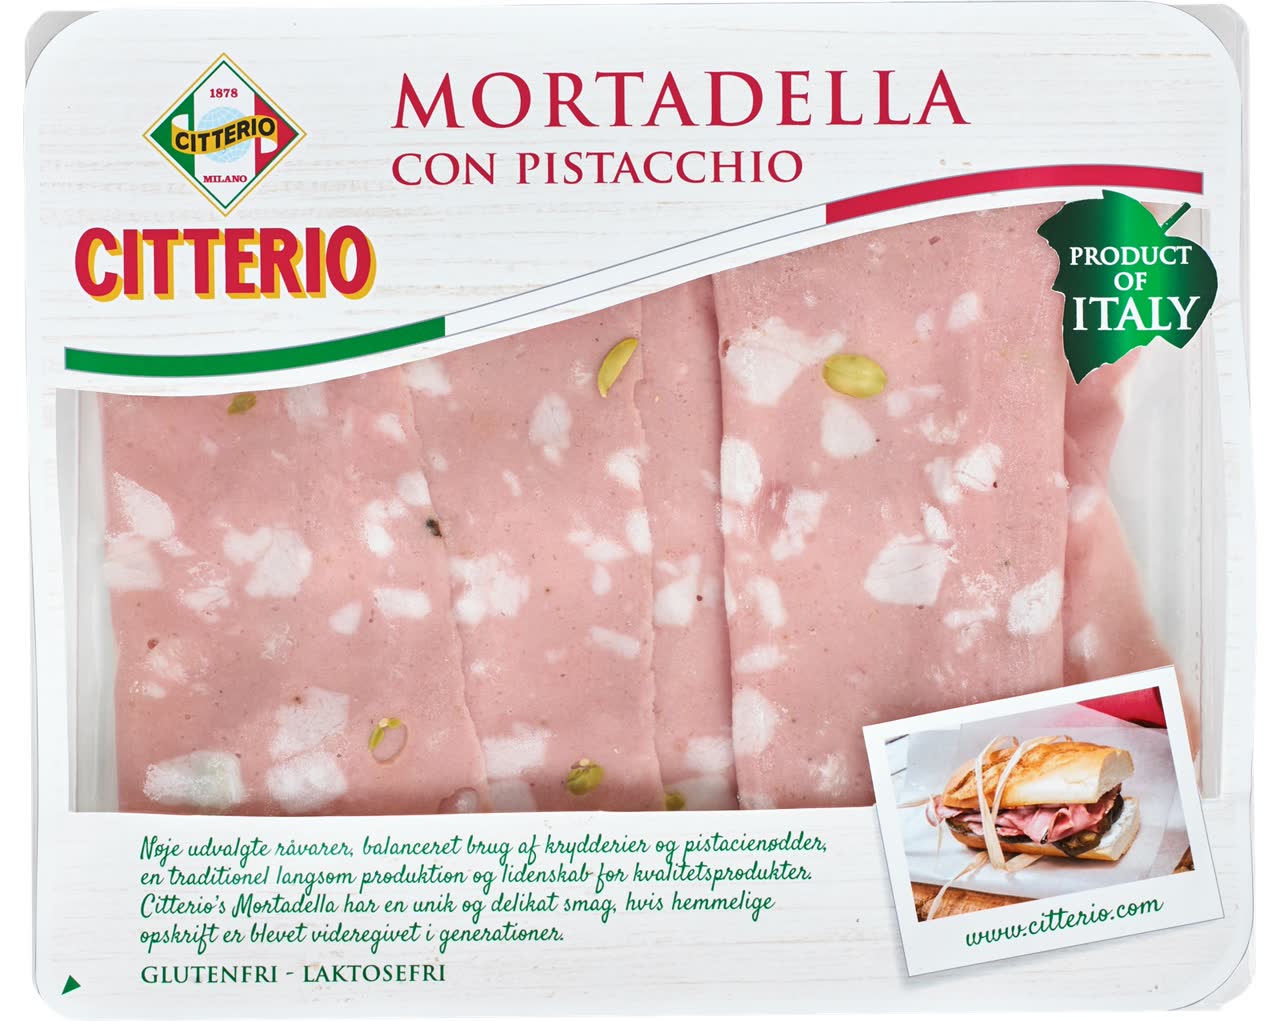 1878
CITTERIO
MILANO
CITTERIO
MORTADELLA
CON PISTACCHIO
PRODUCT
OF
ITALY
Nøje udvalgte råvarer, balanceret brug af krydderier og pistacienødder,
en traditionel langsom produktion og lidenskab for kvalitetsprodukter.
Citterio's Mortadella har en unik og delikat smag, hvis hemmelige
opskrift er blevet videregivet i generationer.
GLUTENFRI - LAKTOSEFRI
www.citterio.com